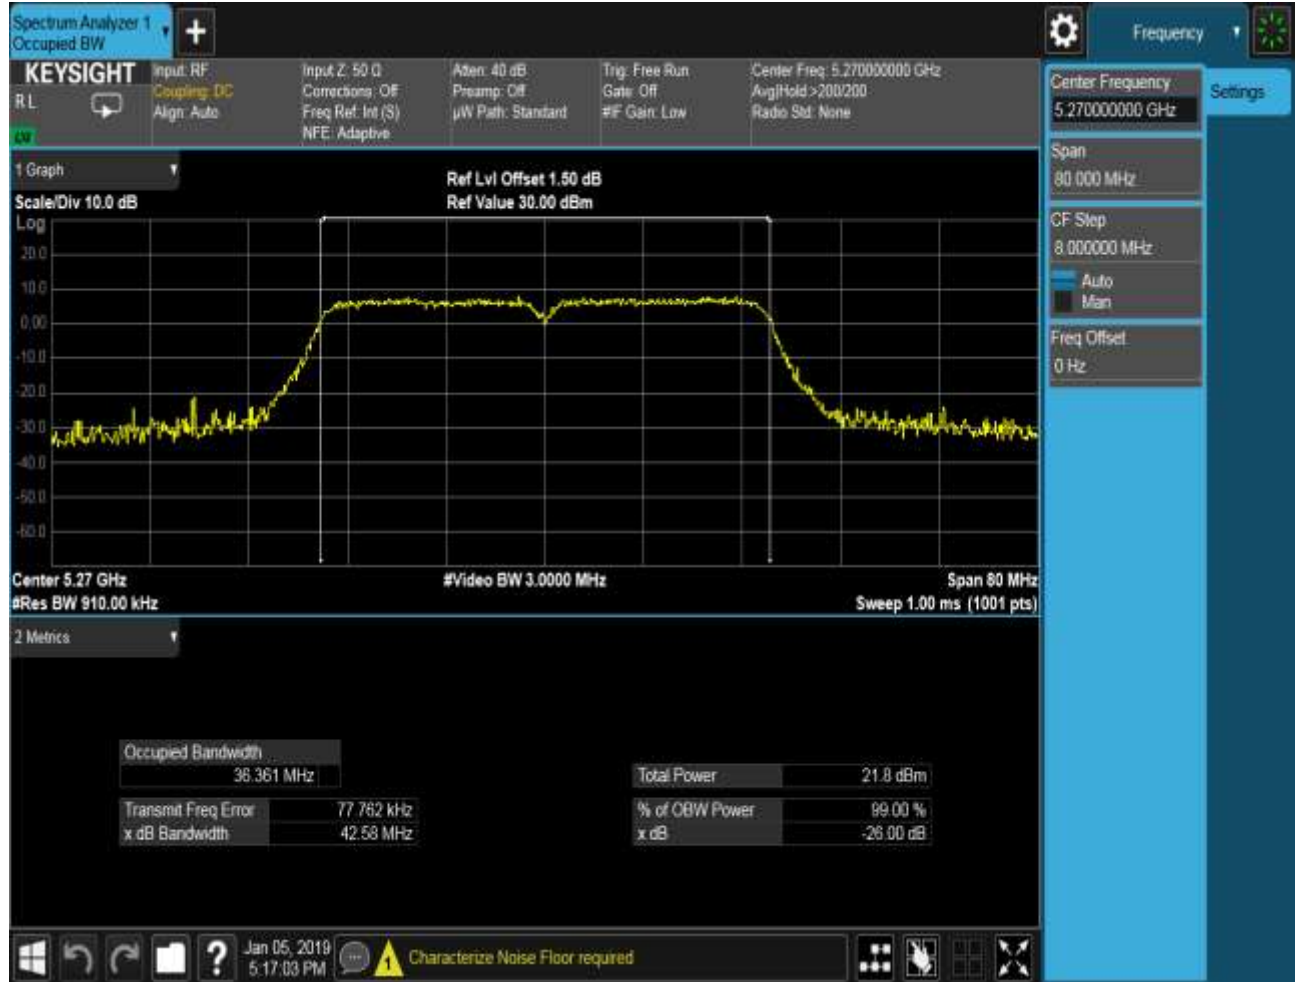 Spectrum Analyzer 1
Occupied BW
Frequency
KEYSIGHT
RL
Input: RF
Coupling: DC
Align: Auto
Input Z: 50 Ω
Corrections: Off
Freq Ref: Int (S)
NFE: Adaptive
Atten: 40 dB
Preamp: Off
µW Path: Standard
Trig: Free Run
Gate: Off
#IF Gain: Low
Center Freq: 5.270000000 GHz
Avg|Hold:>200/200
Radio Std: None
Center Frequency
5.270000000 GHz
Settings
Span
80.000 MHz
CF Step
8.000000 MHz
Auto
Man
Freq Offset
0 Hz
1 Graph
Scale/Div 10.0 dB
Ref Lvl Offset 1.50 dB
Ref Value 30.00 dBm
Log
20.0
10.0
0.00
-10.0
-20.0
-30.0
-40.0
-50.0
-60.0
Center 5.27 GHz
#Res BW 910.00 kHz
#Video BW 3.0000 MHz
Span 80 MHz
Sweep 1.00 ms (1001 pts)
2 Metrics
Occupied Bandwidth
36.361 MHz
Transmit Freq Error 77.762 kHz
x dB Bandwidth 42.58 MHz
Total Power 21.8 dBm
% of OBW Power 99.00 %
x dB -26.00 dB
Jan 05, 2019
5:17:03 PM
1
Characterize Noise Floor required